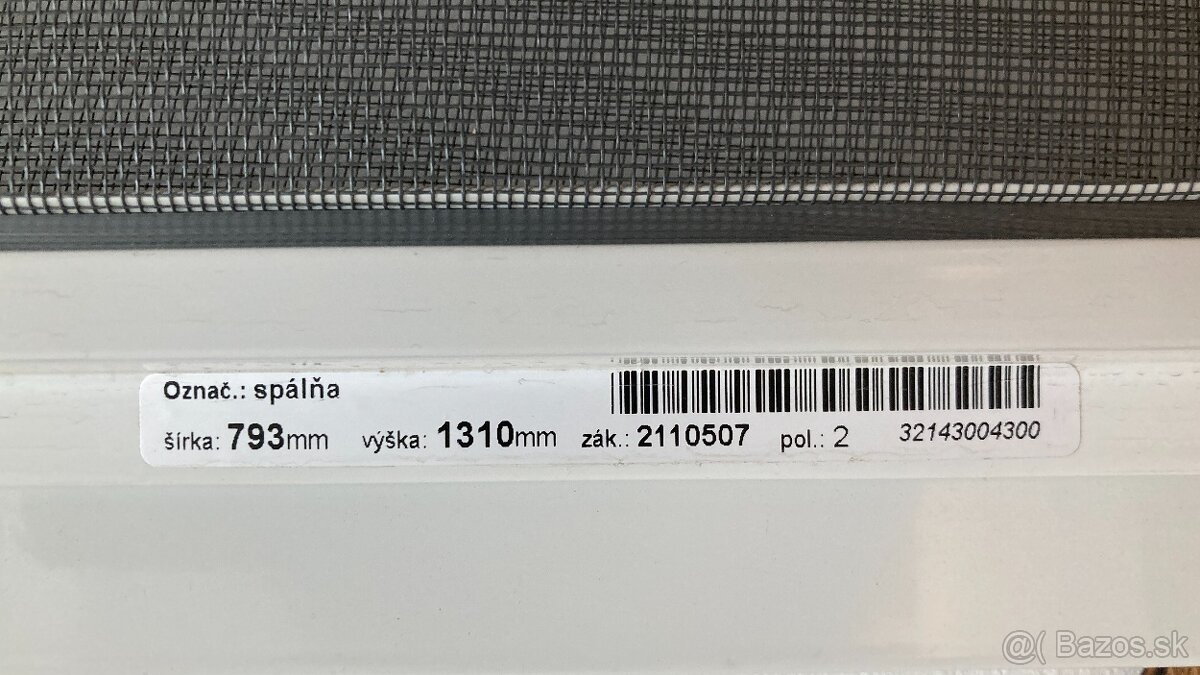 Označ.: spálňa
šírka: 793mm výška: 1310mm zák.: 2110507 pol.: 2 32143004300
@( Bazos.sk